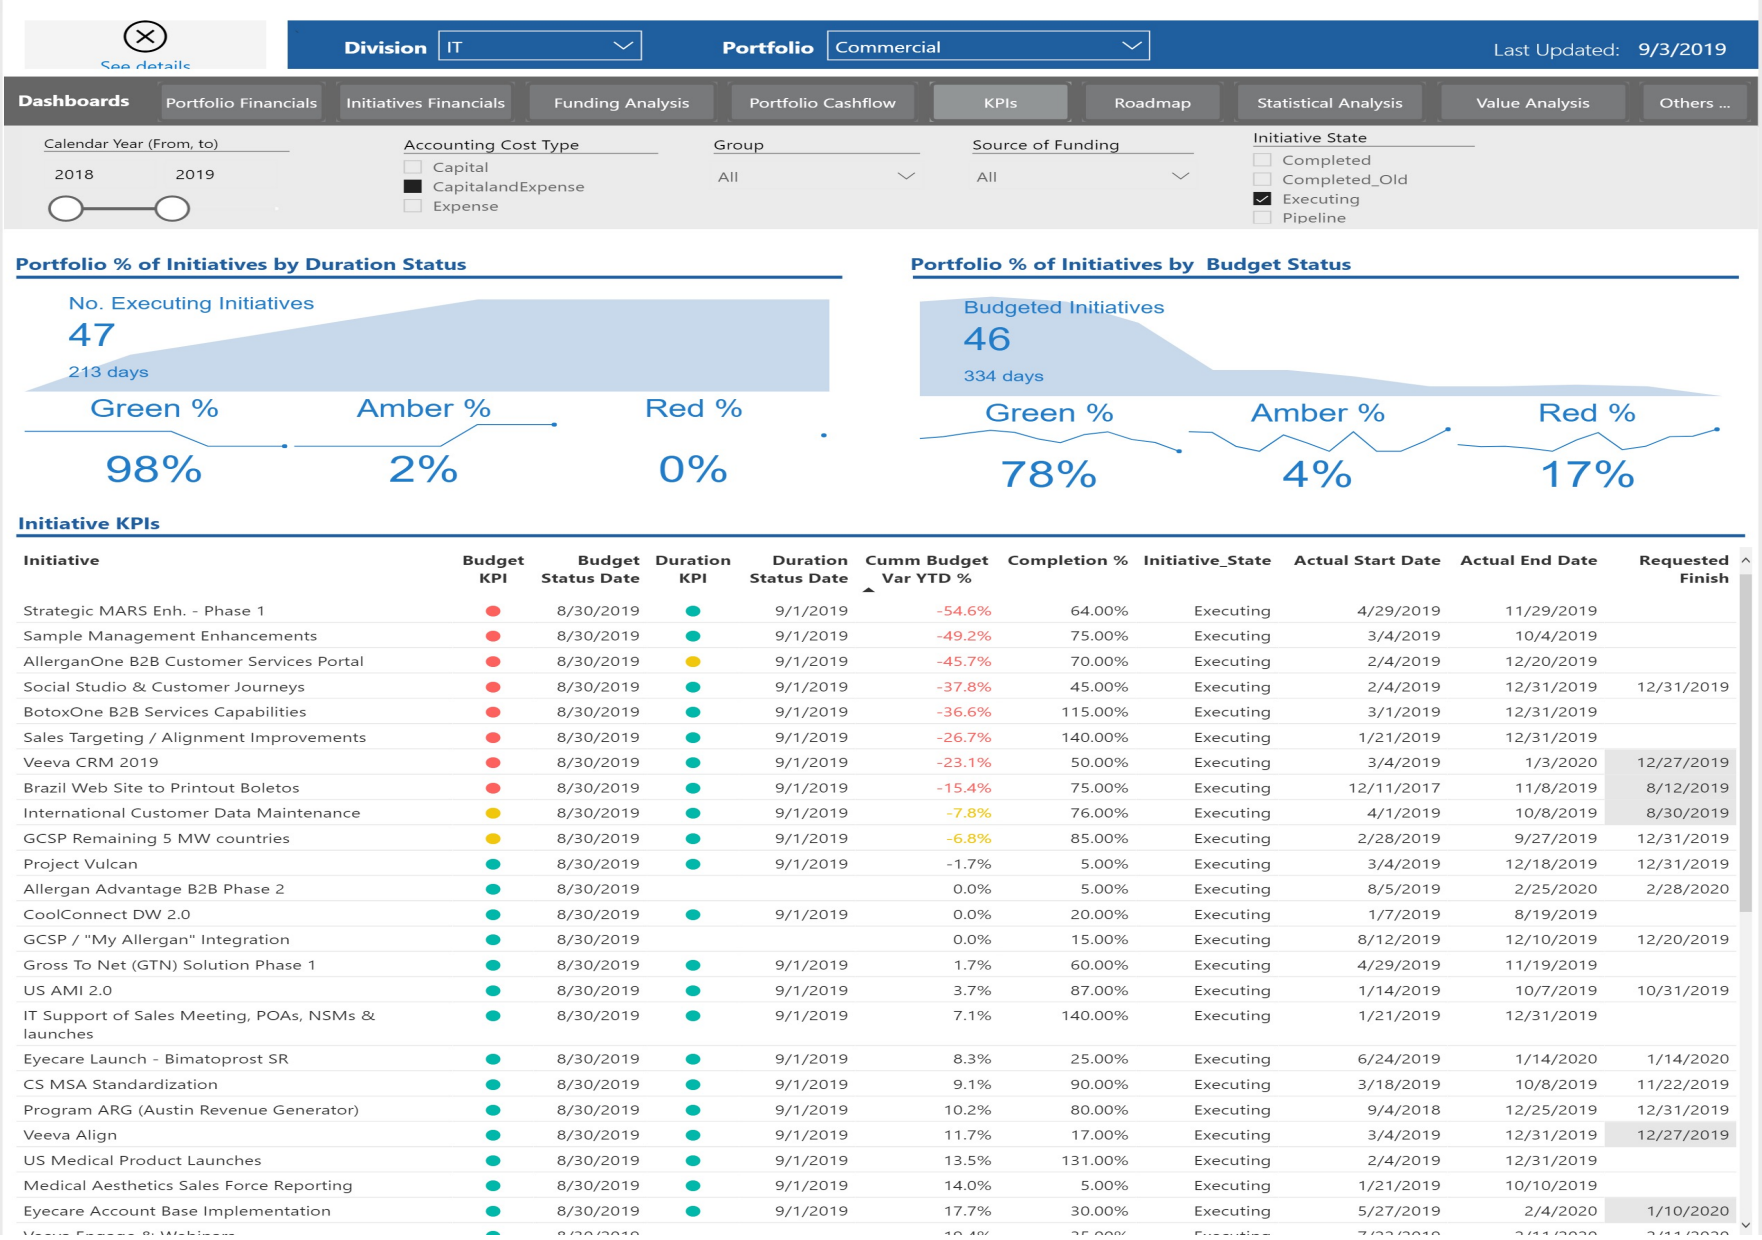 See details
Division IT Portfolio Commercial Last Updated: 9/3/2019
Dashboards Portfolio Financials Initiatives Financials Funding Analysis Portfolio Cashflow KPIs Roadmap Statistical Analysis Value Analysis Others ...
Calendar Year (From, to) Accounting Cost Type Group Source of Funding Initiative State
2018 2019 Capital All All Completed
CapitalandExpense Completed_Old
Expense Executing
Pipeline
Portfolio % of Initiatives by Duration Status
No. Executing Initiatives
47
213 days
Green % Amber % Red %
98% 2% 0%
Portfolio % of Initiatives by Budget Status
Budgeted Initiatives
46
334 days
Green % Amber % Red %
78% 4% 17%
Initiative KPIs
Initiative Budget Budget Duration Duration Cumm Budget Completion % Initiative_State Actual Start Date Actual End Date Requested
KPI Status Date KPI Status Date Var YTD % Finish
Strategic MARS Enh. - Phase 1 8/30/2019 9/1/2019 -54.6% 64.00% Executing 4/29/2019 11/29/2019
Sample Management Enhancements 8/30/2019 9/1/2019 -49.2% 75.00% Executing 3/4/2019 10/4/2019
AllerganOne B2B Customer Services Portal 8/30/2019 9/1/2019 -45.7% 70.00% Executing 2/4/2019 12/20/2019
Social Studio & Customer Journeys 8/30/2019 9/1/2019 -37.8% 45.00% Executing 2/4/2019 12/31/2019 12/31/2019
BotoxOne B2B Services Capabilities 8/30/2019 9/1/2019 -36.6% 115.00% Executing 3/1/2019 12/31/2019
Sales Targeting / Alignment Improvements 8/30/2019 9/1/2019 -26.7% 140.00% Executing 1/21/2019 12/31/2019
Veeva CRM 2019 8/30/2019 9/1/2019 -23.1% 50.00% Executing 3/4/2019 1/3/2020 12/27/2019
Brazil Web Site to Printout Boletos 8/30/2019 9/1/2019 -15.4% 75.00% Executing 12/11/2017 11/8/2019 8/12/2019
International Customer Data Maintenance 8/30/2019 9/1/2019 -7.8% 76.00% Executing 4/1/2019 10/8/2019 8/30/2019
GCSP Remaining 5 MW countries 8/30/2019 9/1/2019 -6.8% 85.00% Executing 2/28/2019 9/27/2019 12/31/2019
Project Vulcan 8/30/2019 9/1/2019 -1.7% 5.00% Executing 3/4/2019 12/18/2019 12/31/2019
Allergan Advantage B2B Phase 2 8/30/2019 0.0% 5.00% Executing 8/5/2019 2/25/2020 2/28/2020
CoolConnect DW 2.0 8/30/2019 9/1/2019 0.0% 20.00% Executing 1/7/2019 8/19/2019
GCSP / "My Allergan" Integration 8/30/2019 0.0% 15.00% Executing 8/12/2019 12/10/2019 12/20/2019
Gross To Net (GTN) Solution Phase 1 8/30/2019 9/1/2019 1.7% 60.00% Executing 4/29/2019 11/19/2019
US AMI 2.0 8/30/2019 9/1/2019 3.7% 87.00% Executing 1/14/2019 10/7/2019 10/31/2019
IT Support of Sales Meeting, POAs, NSMs & 8/30/2019 9/1/2019 7.1% 140.00% Executing 1/21/2019 12/31/2019
launches
Eyecare Launch - Bimatoprost SR 8/30/2019 9/1/2019 8.3% 25.00% Executing 6/24/2019 1/14/2020 1/14/2020
CS MSA Standardization 8/30/2019 9/1/2019 9.1% 90.00% Executing 3/18/2019 10/8/2019 11/22/2019
Program ARG (Austin Revenue Generator) 8/30/2019 9/1/2019 10.2% 80.00% Executing 9/4/2018 12/25/2019 12/31/2019
Veeva Align 8/30/2019 9/1/2019 11.7% 17.00% Executing 3/4/2019 12/31/2019 12/27/2019
US Medical Product Launches 8/30/2019 9/1/2019 13.5% 131.00% Executing 2/4/2019 12/31/2019
Medical Aesthetics Sales Force Reporting 8/30/2019 9/1/2019 14.0% 5.00% Executing 1/21/2019 10/10/2019
Eyecare Account Base Implementation 8/30/2019 9/1/2019 17.7% 30.00% Executing 5/27/2019 2/4/2020 1/10/2020